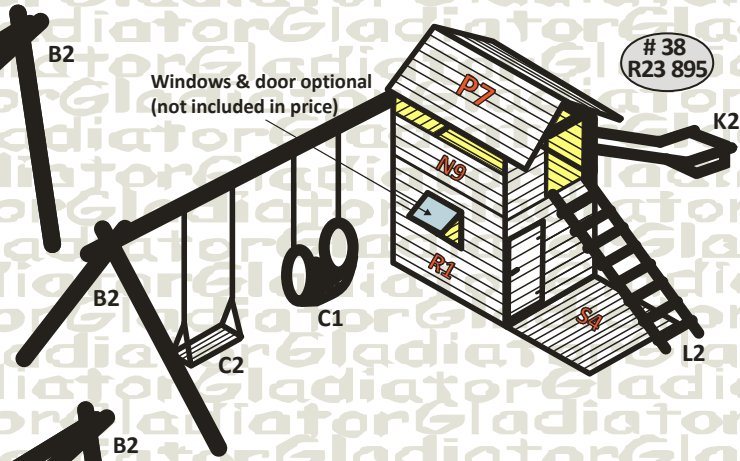 B2
# 38
R23 895
Windows & door optional
(not included in price)
P7
K2
N9
R1
B2
C1
S4
C2
L2
B2
Gladiator